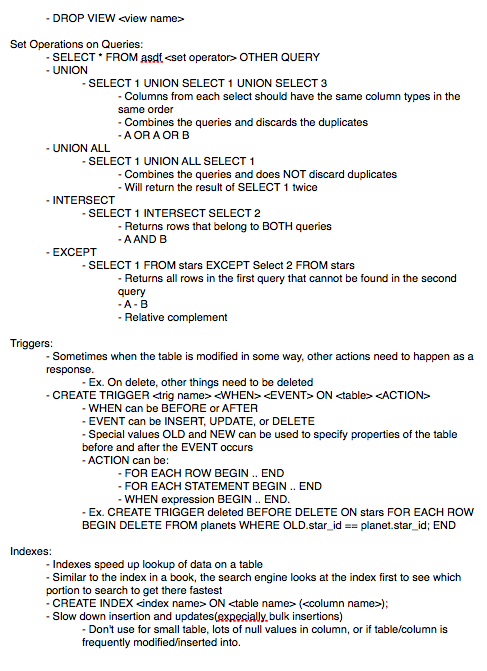 - DROP VIEW <view name>
Set Operations on Queries:
- SELECT * FROM asdf <set operator> OTHER QUERY
- UNION
- SELECT 1 UNION SELECT 1 UNION SELECT 3
- Columns from each select should have the same column types in the
same order
- Combines the queries and discards the duplicates
- A OR A OR B
- UNION ALL
- SELECT 1 UNION ALL SELECT 1
- Combines the queries and does NOT discard duplicates
- Will return the result of SELECT 1 twice
- INTERSECT
- SELECT 1 INTERSECT SELECT 2
- Returns rows that belong to BOTH queries
- A AND B
- EXCEPT
- SELECT 1 FROM stars EXCEPT Select 2 FROM stars
- Returns all rows in the first query that cannot be found in the second
query
- A - B
- Relative complement
Triggers:
- Sometimes when the table is modified in some way, other actions need to happen as a
response.
- Ex. On delete, other things need to be deleted
- CREATE TRIGGER <trig name> <WHEN> <EVENT> ON <table> <ACTION>
- WHEN can be BEFORE or AFTER
- EVENT can be INSERT, UPDATE, or DELETE
- Special values OLD and NEW can be used to specify properties of the table
before and after the EVENT occurs
- ACTION can be:
- FOR EACH ROW BEGIN .. END
- FOR EACH STATEMENT BEGIN .. END
- WHEN expression BEGIN .. END.
- Ex. CREATE TRIGGER deleted BEFORE DELETE ON stars FOR EACH ROW
BEGIN DELETE FROM planets WHERE OLD.star_id == planet.star_id; END
Indexes:
- Indexes speed up lookup of data on a table
- Similar to the index in a book, the search engine looks at the index first to see which
portion to search to get there fastest
- CREATE INDEX <index name> ON <table name> (<column name>);
- Slow down insertion and updates(expecially bulk insertions)
- Don't use for small table, lots of null values in column, or if table/column is
frequently modified/inserted into.